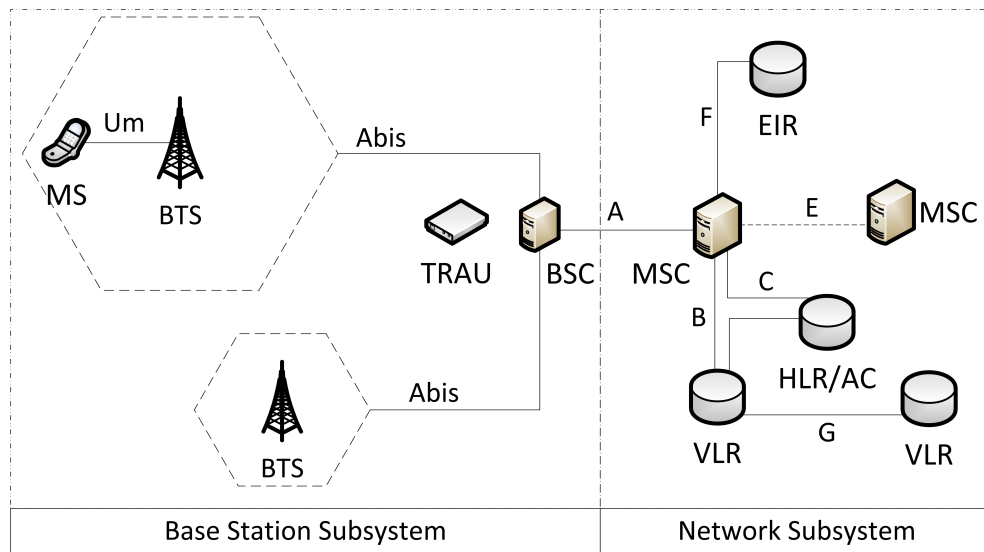 Um
MS
BTS
Abis
TRAU
BSC
BTS
Abis
Base Station Subsystem
A
F
EIR
MSC
E
MSC
C
B
HLR/AC
VLR
G
VLR
Network Subsystem